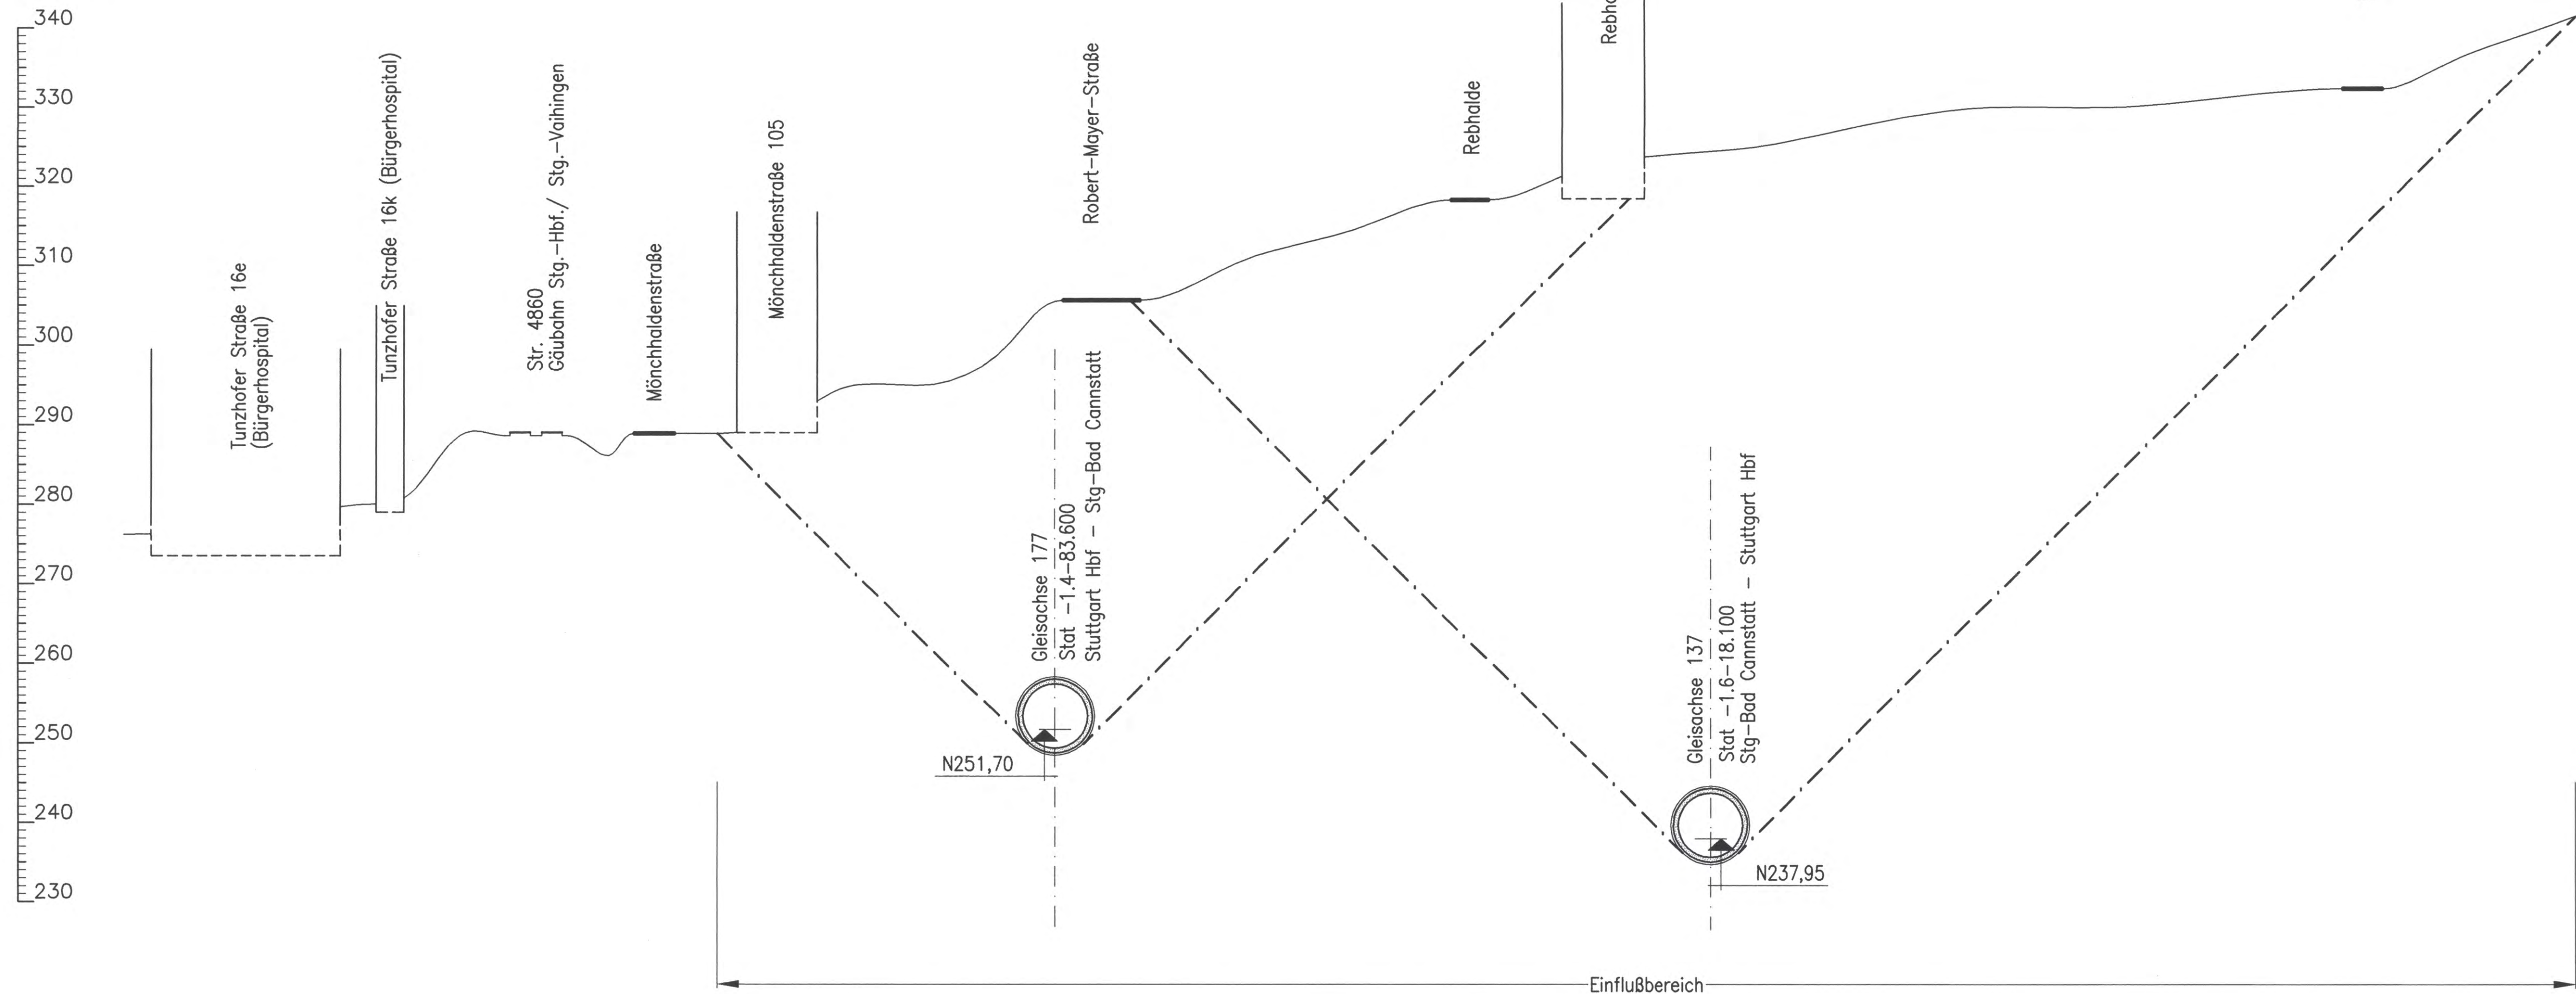 340
330
320
310
300
290
280
270
260
250
240
230
Tunzhofer Straße 16e
(Bürgerhospital)
Tunzhofer Straße 16k (Bürgerhospital)
Str. 4860
Gäubahn Stg.-Hbf./ Stg.-Vaihingen
Mönchhaldenstraße
Mönchhaldenstraße 105
Robert-Mayer-Straße
Rebhalde
Gleisachse 177
Stat -1.4-83.600
Stuttgart Hbf - Stg-Bad Cannstatt
N251,70
Gleisachse 137
Stat -1.6-18.100
Stg-Bad Cannstatt - Stuttgart Hbf
N237,95
Einflußbereich